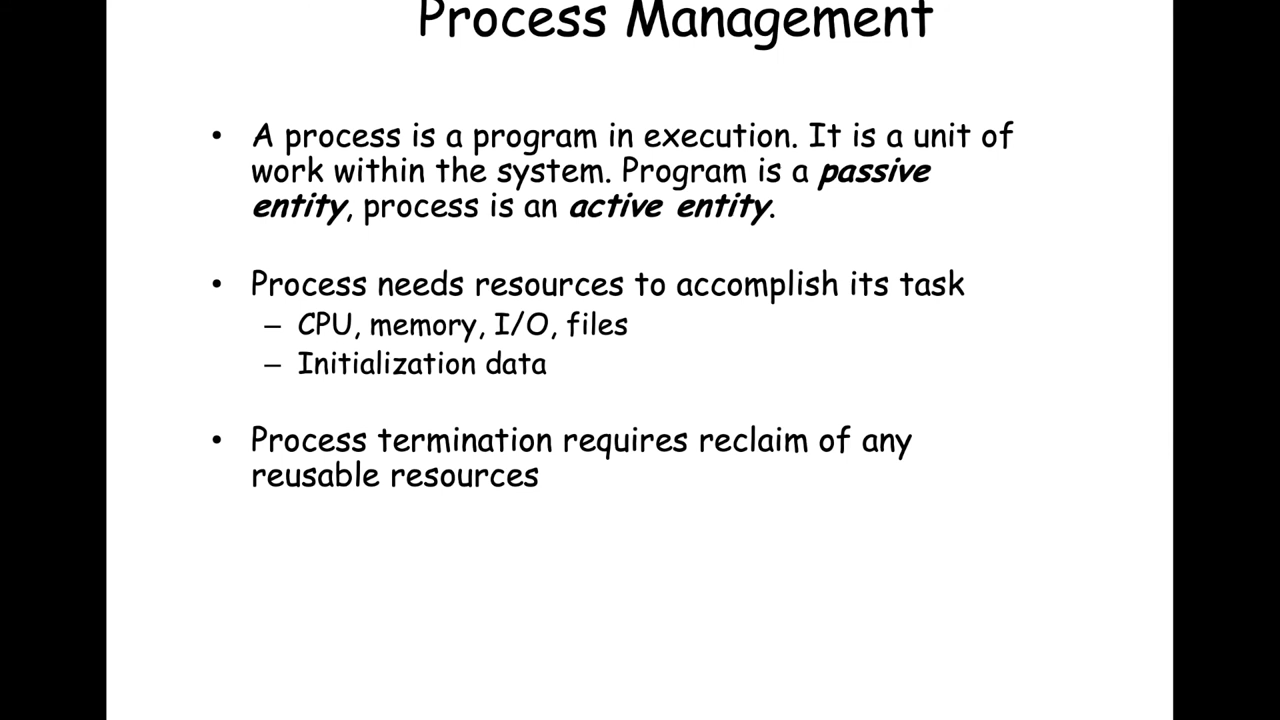 Process Management
• A process is a program in execution. It is a unit of
work within the system. Program is a passive
entity, process is an active entity.
• Process needs resources to accomplish its task
– CPU, memory, I/O, files
– Initialization data
• Process termination requires reclaim of any
reusable resources